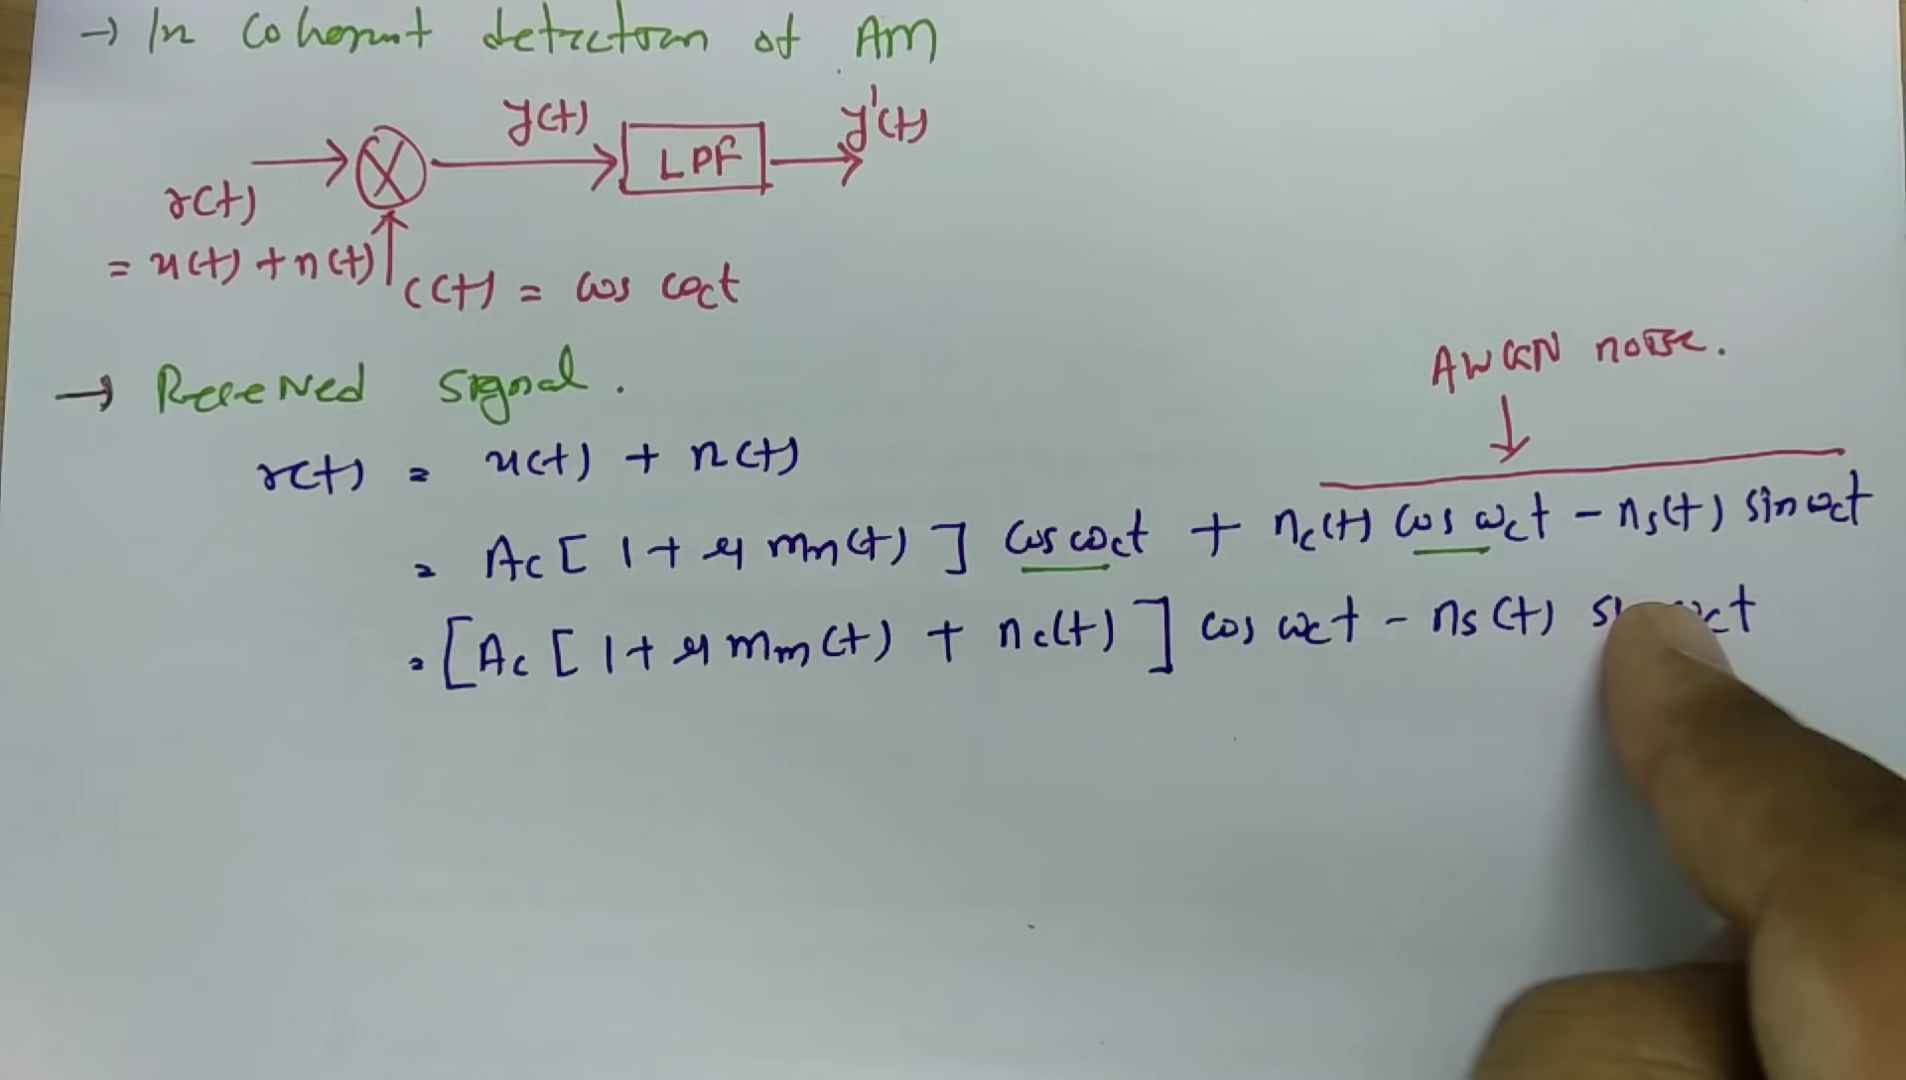 → In Coherent detection of AM
y(t) y'(t)
X LPF
r(t)
= x(t) + n(t) c(t) = cos ωct
AWGN noise.
→ Received signal.
r(t) = x(t) + n(t)
= Ac [ 1 + μ mn(t) ] cos ωct + nc(t) cos ωct - ns(t) sin ωct
= [ Ac [ 1 + μ mn(t) + nc(t) ] cos ωct - ns(t)